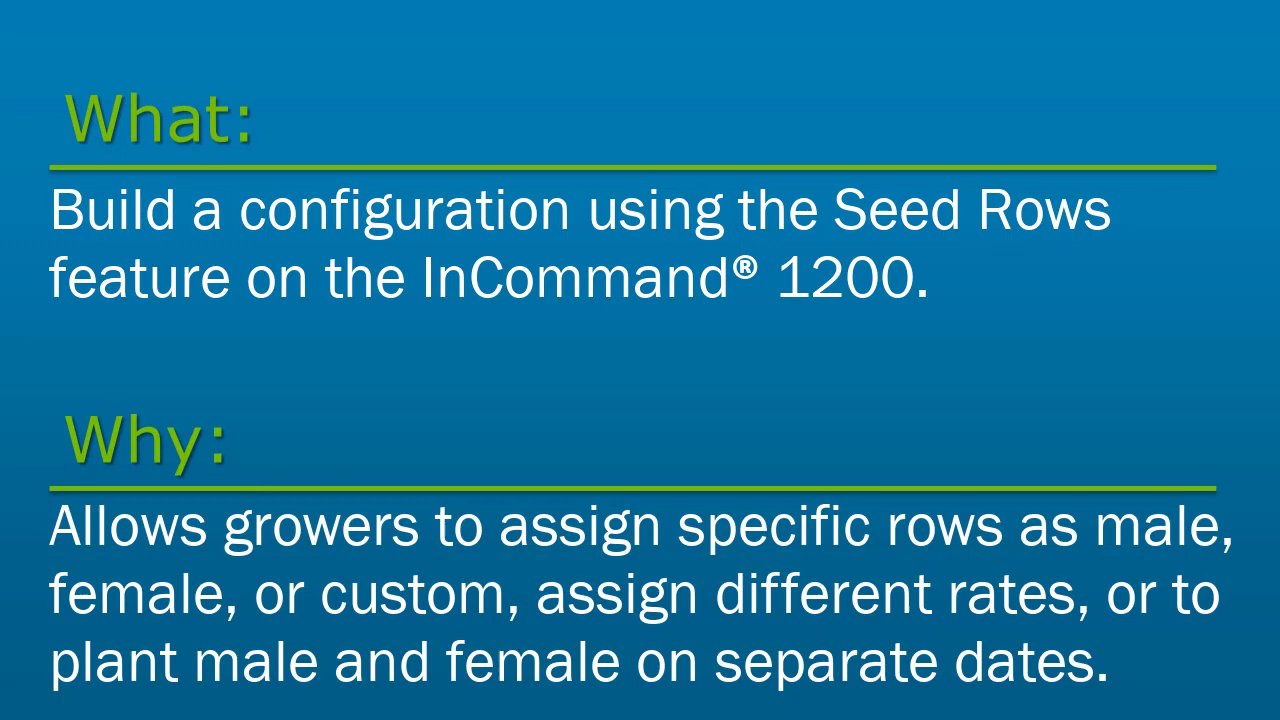 What:
Build a configuration using the Seed Rows
feature on the InCommand® 1200.
Why:
Allows growers to assign specific rows as male,
female, or custom, assign different rates, or to
plant male and female on separate dates.